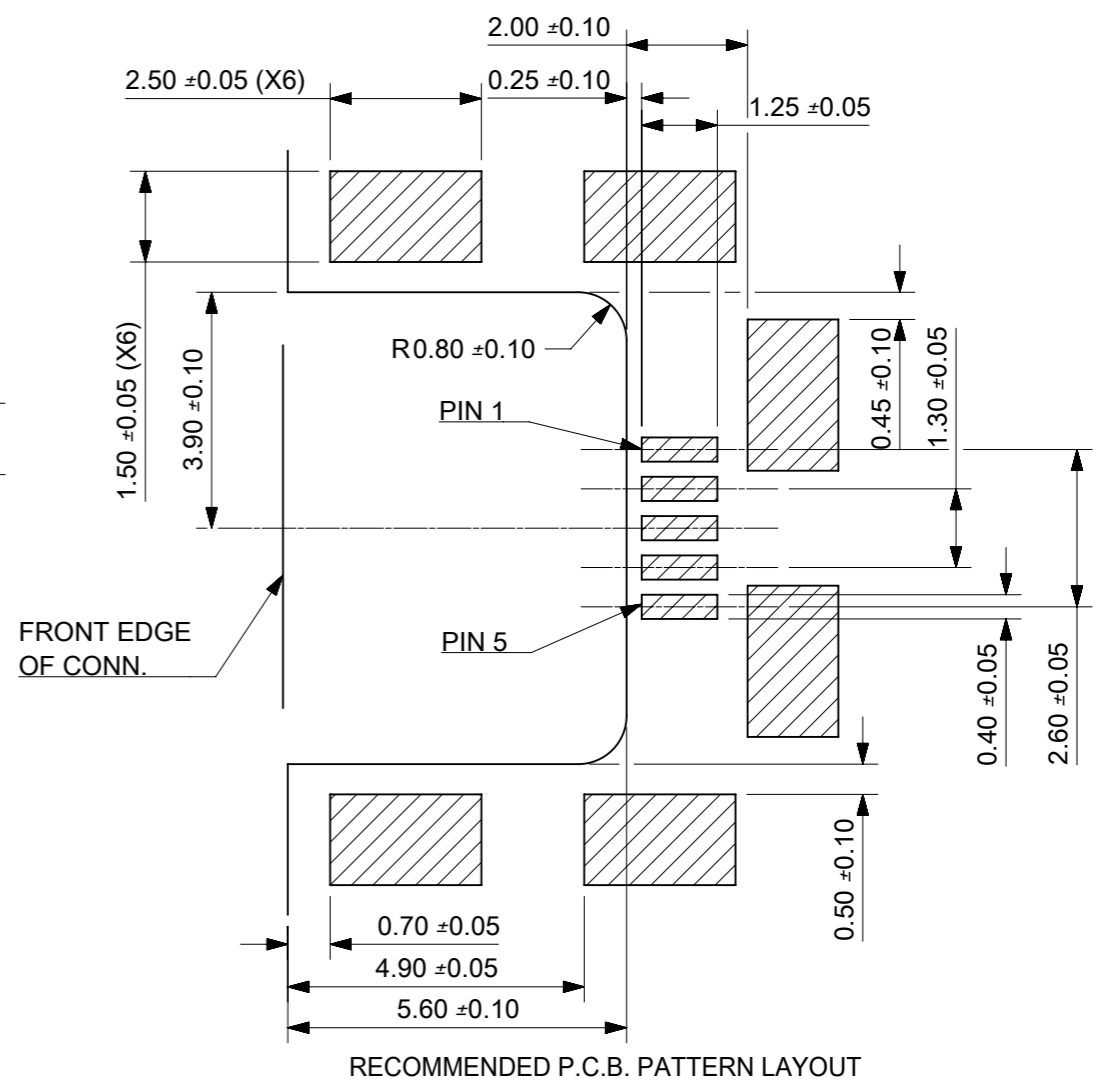 2.00 ±0.10
2.50 ±0.05 (X6)
0.25 ±0.10
1.25 ±0.05
1.50 ±0.05 (X6)
3.90 ±0.10
R0.80 ±0.10
0.45 ±0.10
1.30 ±0.05
PIN 1
FRONT EDGE
OF CONN.
PIN 5
0.40 ±0.05
2.60 ±0.05
0.50 ±0.10
0.70 ±0.05
4.90 ±0.05
5.60 ±0.10
RECOMMENDED P.C.B. PATTERN LAYOUT